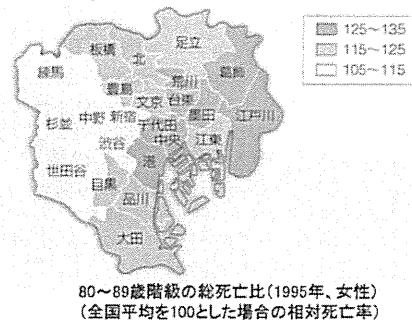 足立
板橋
北
練馬
葛飾
荒川
豊島
文京 台東
中野 新宿
墨田
江戸川
杉並
千代田
中央
江東
渋谷
港
世田谷
目黒
品川
大田
125～135
115～125
105～115
80～89歳階級の総死亡比(1995年、女性)
(全国平均を100とした場合の相対死亡率)